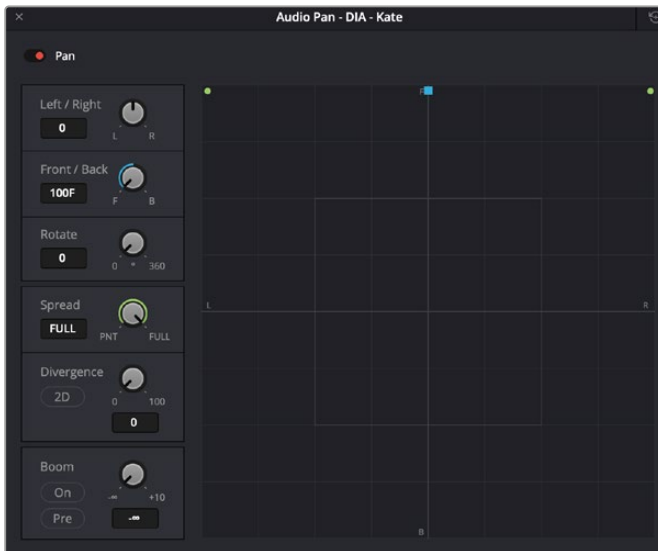 Audio Pan - DIA - Kate
Pan
Left / Right
0
L R
Front / Back
100F
F B
Rotate
0
0 * 360
Spread
FULL
PNT FULL
Divergence
2D
0 100
0
Boom
On
-∞ +10
Pre
-∞
F
L
R
B